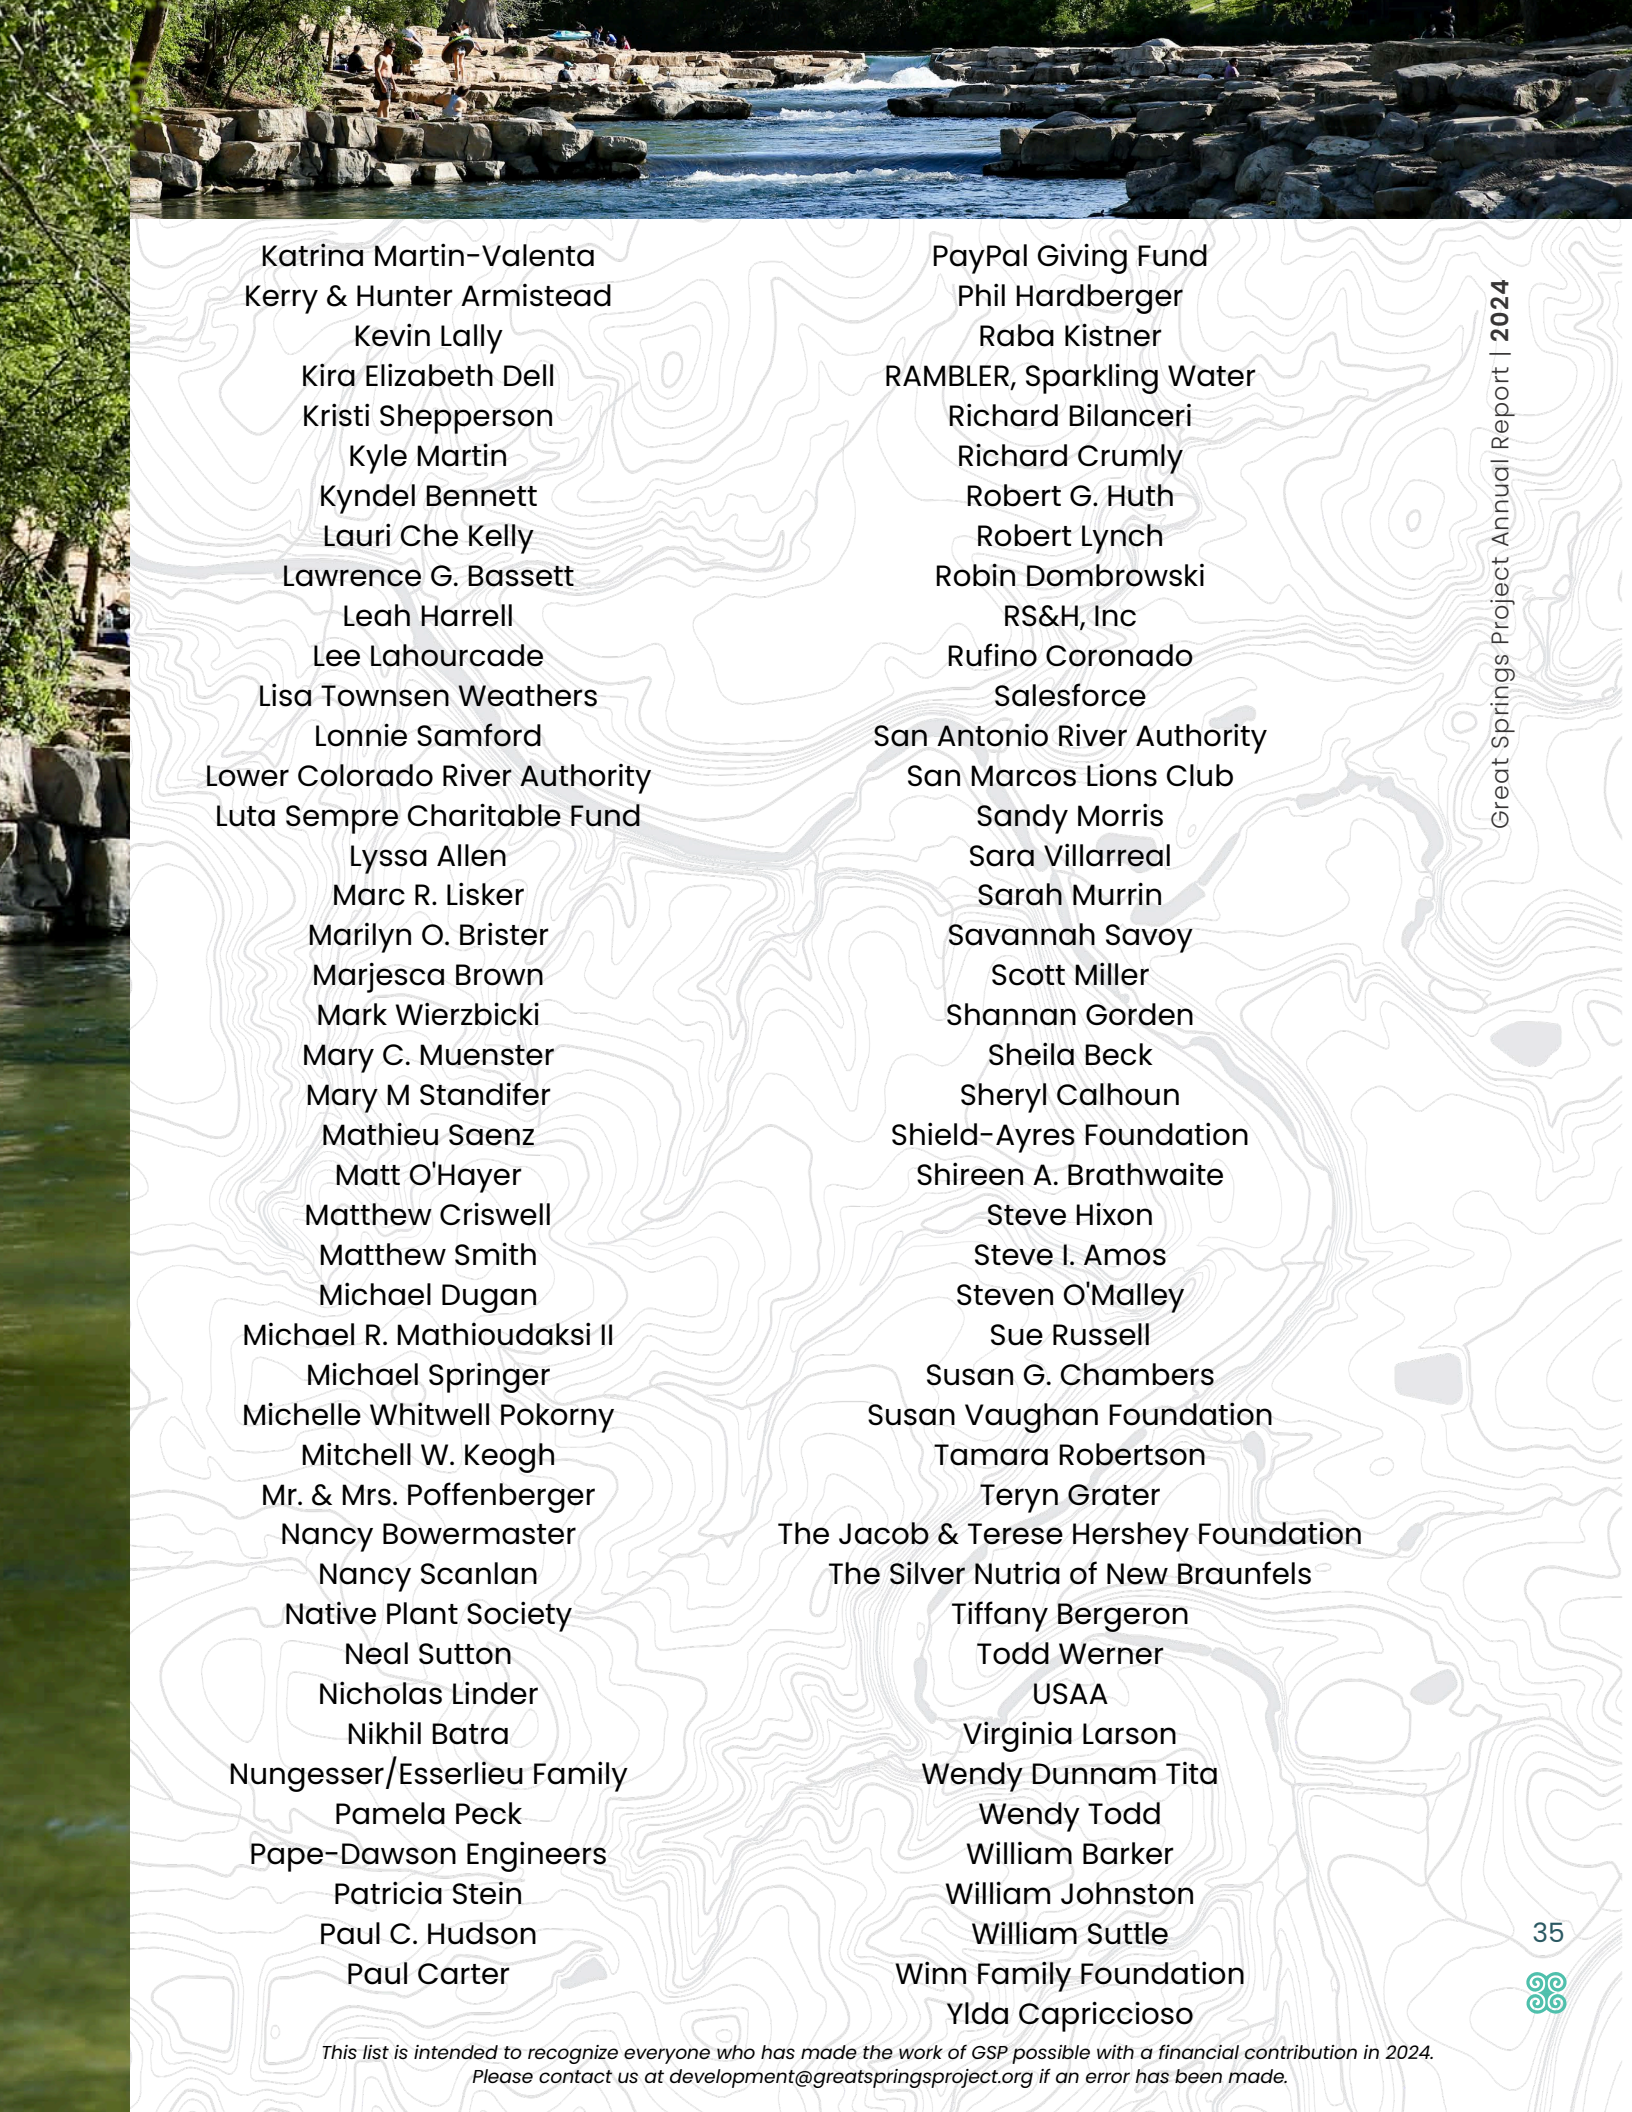 Katrina Martin-Valenta
Kerry & Hunter Armistead
Kevin Lally
Kira Elizabeth Dell
Kristi Shepperson
Kyle Martin
Kyndel Bennett
Lauri Che Kelly
Lawrence G. Bassett
Leah Harrell
Lee Lahourcade
Lisa Townsen Weathers
Lonnie Samford
Lower Colorado River Authority
Luta Sempre Charitable Fund
Lyssa Allen
Marc R. Lisker
Marilyn O. Brister
Marjesca Brown
Mark Wierzbicki
Mary C. Muenster
Mary M Standifer
Mathieu Saenz
Matt O'Hayer
Matthew Criswell
Matthew Smith
Michael Dugan
Michael R. Mathioudaksi II
Michael Springer
Michelle Whitwell Pokorny
Mitchell W. Keogh
Mr. & Mrs. Poffenberger
Nancy Bowermaster
Nancy Scanlan
Native Plant Society
Neal Sutton
Nicholas Linder
Nikhil Batra
Nungesser/Esserlieu Family
Pamela Peck
Pape-Dawson Engineers
Patricia Stein
Paul C. Hudson
Paul Carter
PayPal Giving Fund
Phil Hardberger
Raba Kistner
RAMBLER, Sparkling Water
Richard Bilanceri
Richard Crumly
Robert G. Huth
Robert Lynch
Robin Dombrowski
RS&H, Inc
Rufino Coronado
Salesforce
San Antonio River Authority
San Marcos Lions Club
Sandy Morris
Sara Villarreal
Sarah Murrin
Savannah Savoy
Scott Miller
Shannan Gorden
Sheila Beck
Sheryl Calhoun
Shield-Ayres Foundation
Shireen A. Brathwaite
Steve Hixon
Steve I. Amos
Steven O'Malley
Sue Russell
Susan G. Chambers
Susan Vaughan Foundation
Tamara Robertson
Teryn Grater
The Jacob & Terese Hershey Foundation
The Silver Nutria of New Braunfels
Tiffany Bergeron
Todd Werner
USAA
Virginia Larson
Wendy Dunnam Tita
Wendy Todd
William Barker
William Johnston
William Suttle
Winn Family Foundation
Ylda Capriccioso
This list is intended to recognize everyone who has made the work of GSP possible with a financial contribution in 2024.
Please contact us at development@greatspringsproject.org if an error has been made.
Great Springs Project Annual Report | 2024
35